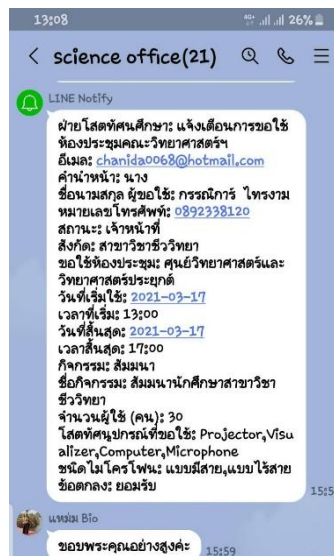 13:08
4G+ 26%
science office(21)
LINE Notify
ฝ่ายโสตทัศนศึกษา: แจ้งเตือนการขอใช้
ห้องประชุมคณะวิทยาศาสตร์ฯ
อีเมล: chanida0068@hotmail.com
คำนำหน้า: นาง
ชื่อนามสกุล ผู้ขอใช้: กรรณิการ์ ไทรงาม
หมายเลขโทรศัพท์: 0892338120
สถานะ: เจ้าหน้าที่
สังกัด: สาขาวิชาชีววิทยา
ขอใช้ห้องประชุม: ศูนย์วิทยาศาสตร์และ
วิทยาศาสตร์ประยุกต์
วันที่เริ่มใช้: 2021-03-17
เวลาที่เริ่ม: 13:00
วันที่สิ้นสุด: 2021-03-17
เวลาสิ้นสุด: 17:00
กิจกรรม: สัมมนา
ชื่อกิจกรรม: สัมมนานักศึกษาสาขาวิชา
ชีววิทยา
จำนวนผู้ใช้ (คน): 30
โสตทัศนูปกรณ์ที่ขอใช้: Projector,Visu
alizer,Computer,Microphone
ชนิดไมโครโฟน: แบบมีสาย,แบบไร้สาย
ข้อตกลง: ยอมรับ
แหม่ม Bio
ขอบพระคุณอย่างสูงค่ะ
15:59